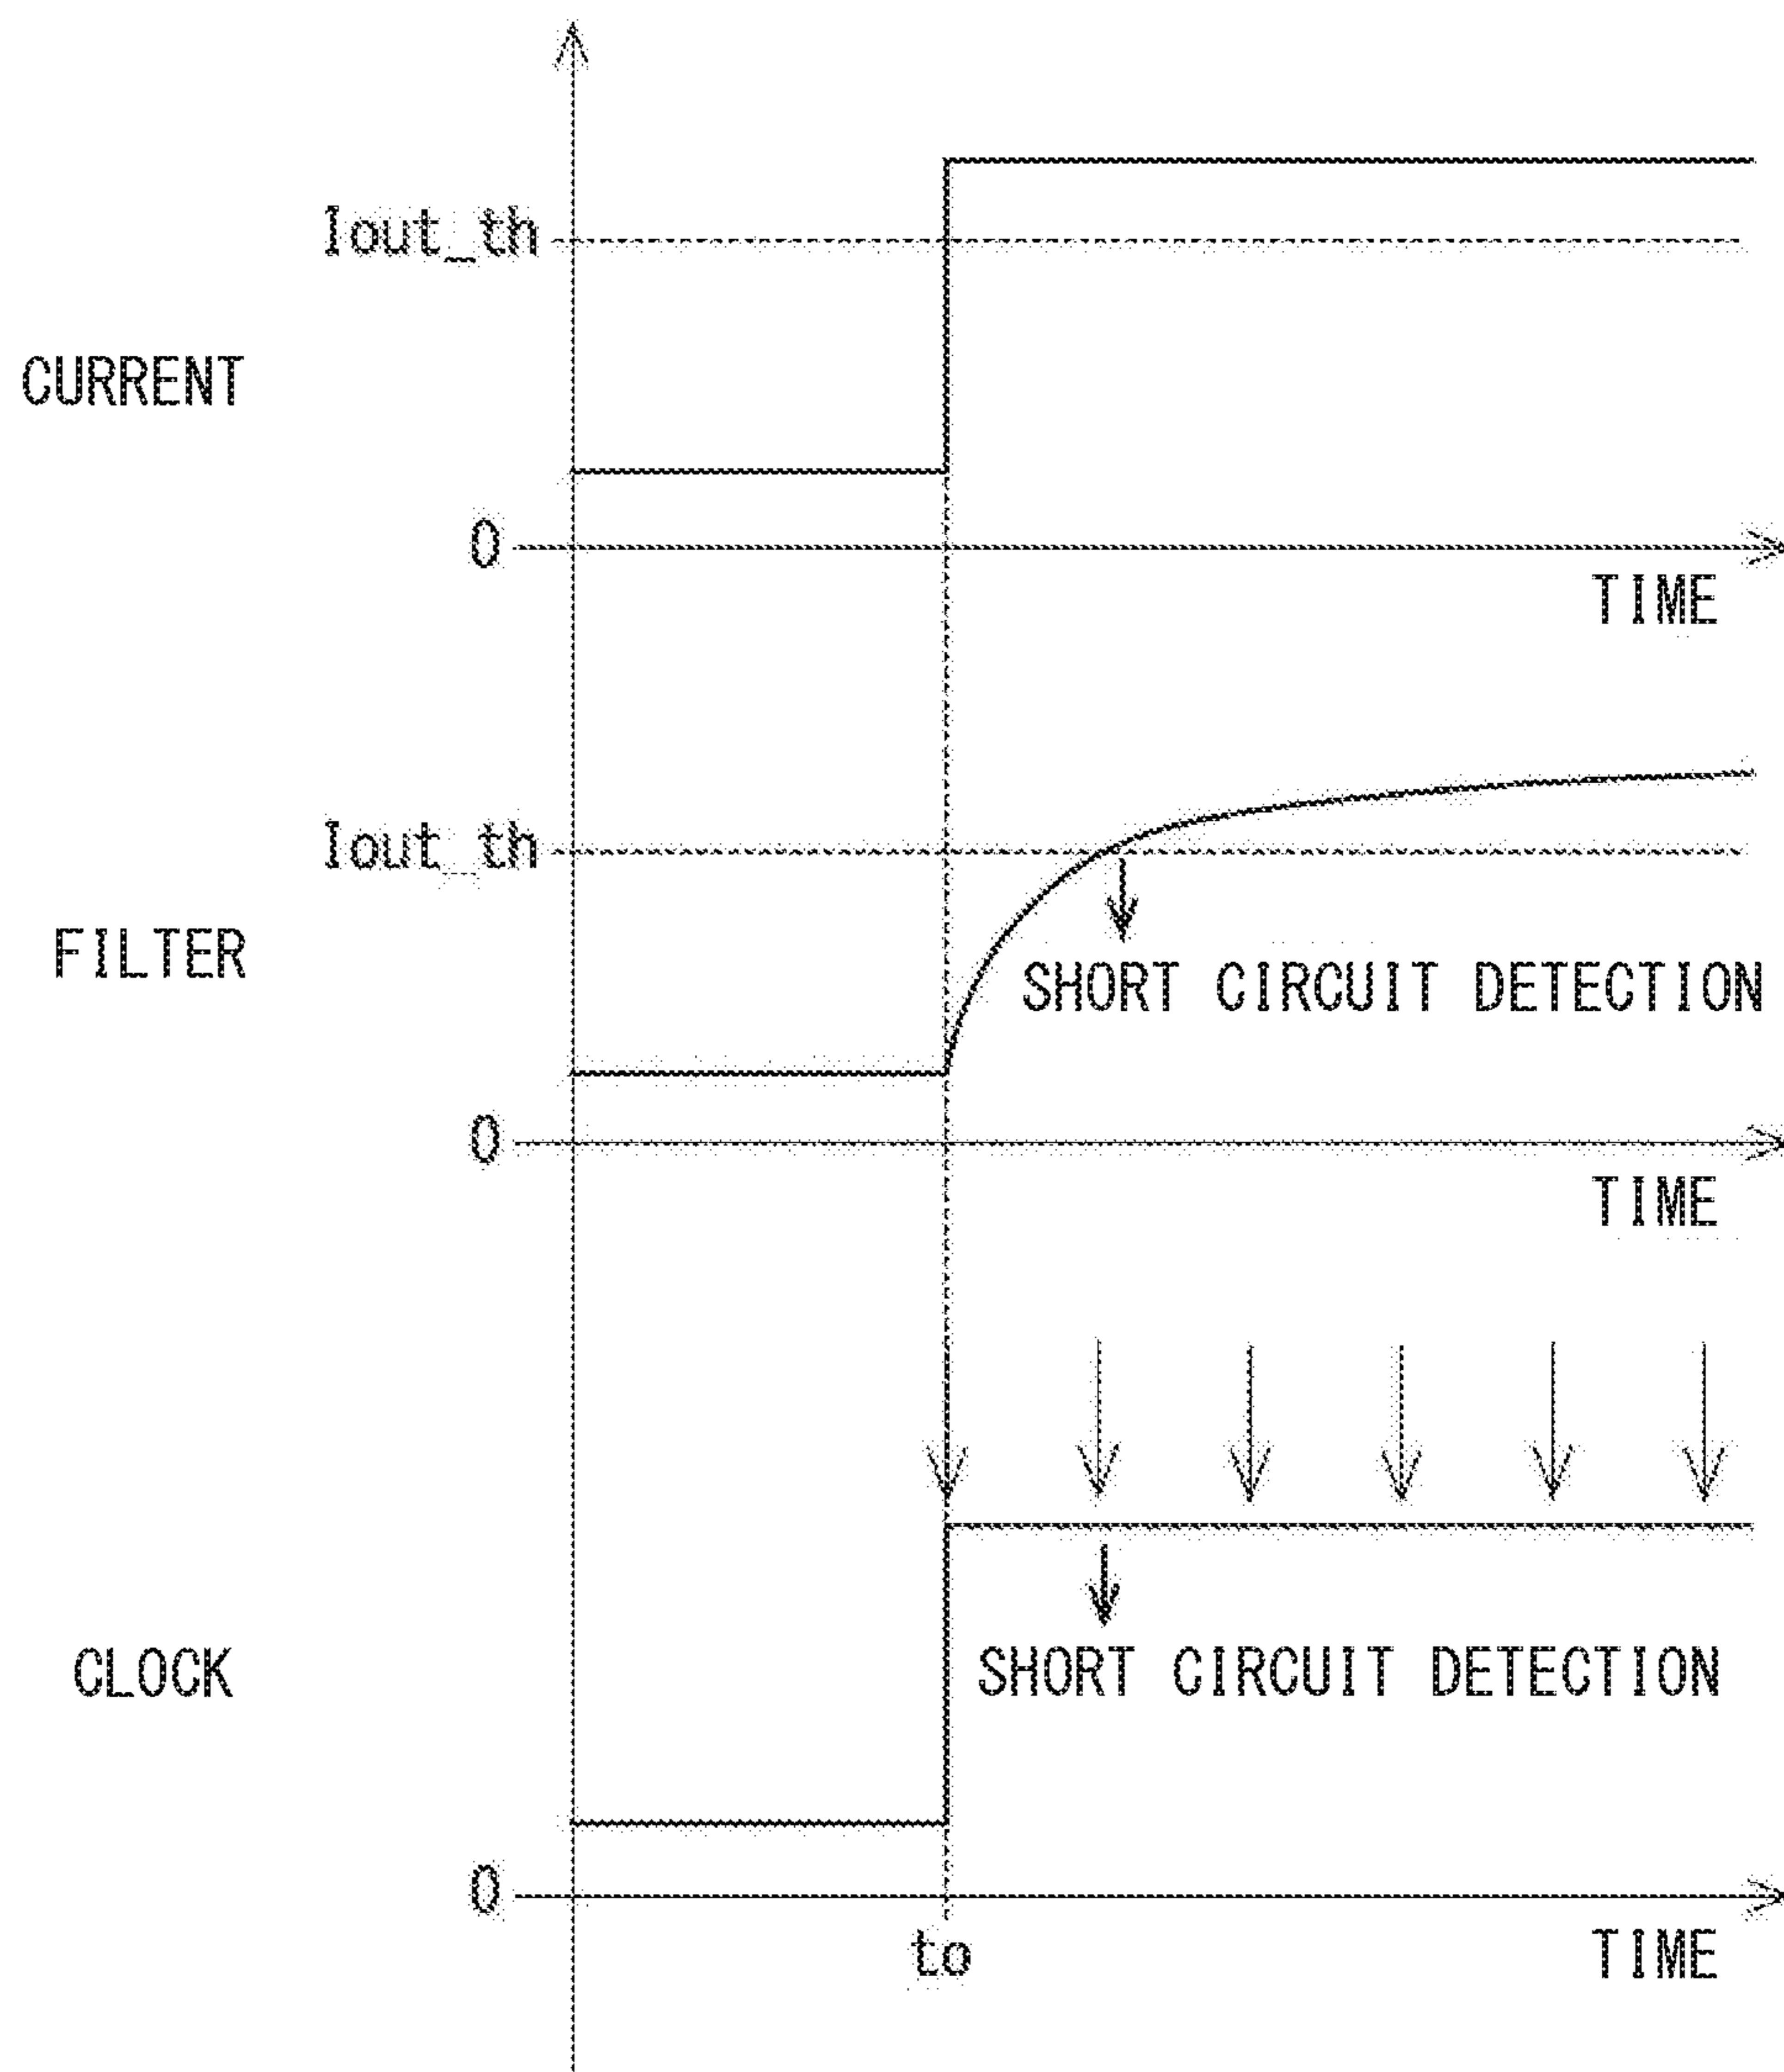 Iout_th
CURRENT
0
TIME
Iout_th
FILTER
SHORT CIRCUIT DETECTION
0
TIME
SHORT CIRCUIT DETECTION
CLOCK
0
to
TIME